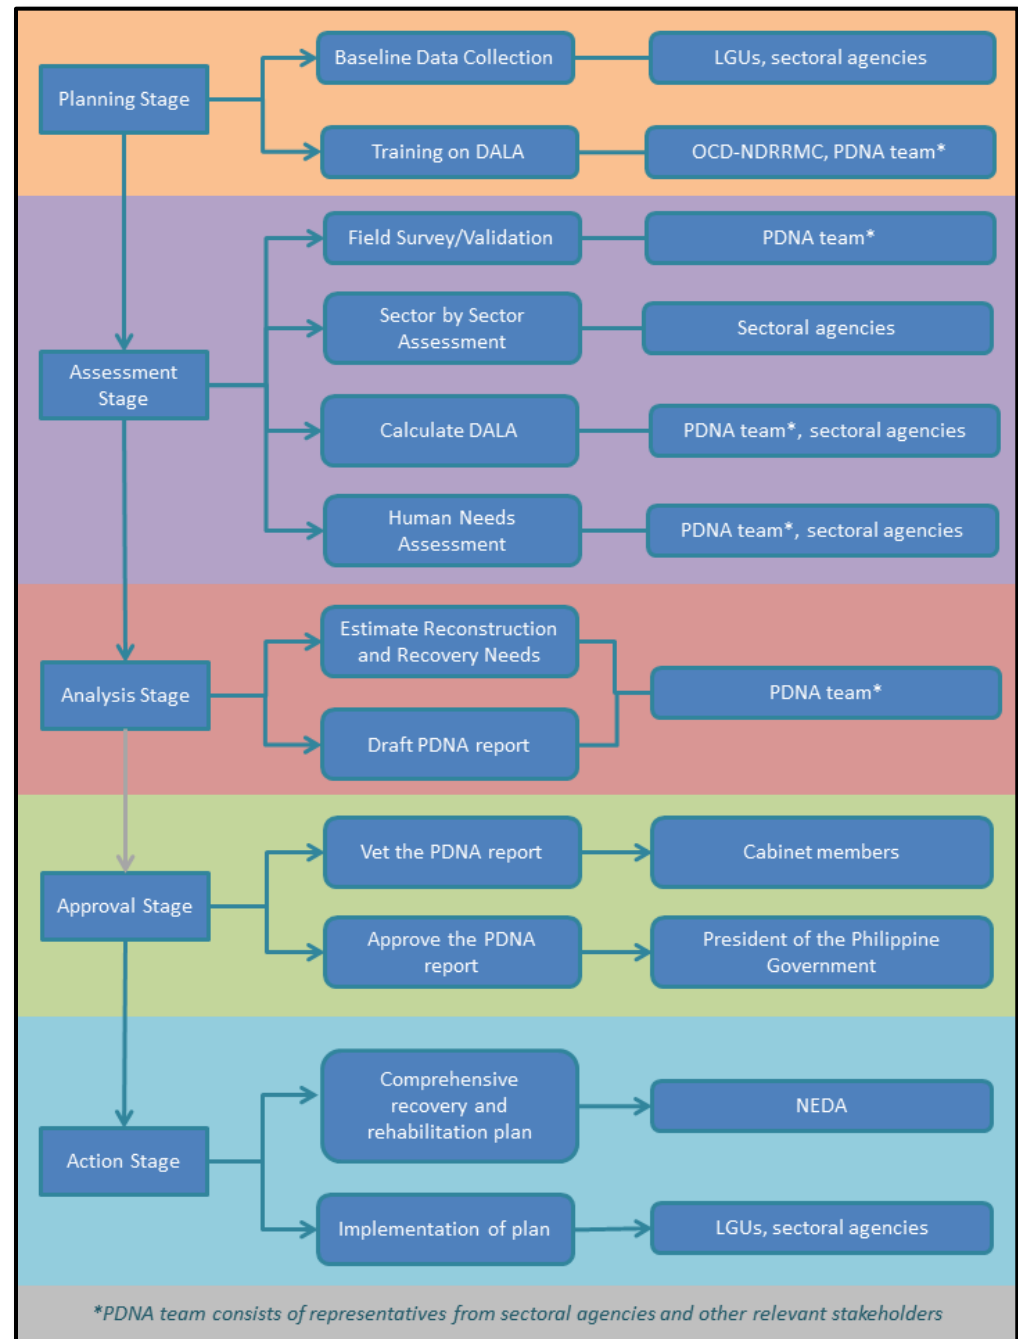 Baseline Data Collection
LGUs, sectoral agencies
Planning Stage
Training on DALA
OCD-NDRRMC, PDNA team*
Field Survey/Validation
PDNA team*
Sector by Sector
Assessment
Sectoral agencies
Assessment
Stage
Calculate DALA
PDNA team*, sectoral agencies
Human Needs
Assessment
PDNA team*, sectoral agencies
Estimate Reconstruction
and Recovery Needs
Analysis Stage
PDNA team*
Draft PDNA report
Vet the PDNA report
Cabinet members
Approval Stage
Approve the PDNA
report
President of the Philippine
Government
Comprehensive
recovery and
rehabilitation plan
NEDA
Action Stage
Implementation of plan
LGUs, sectoral agencies
*PDNA team consists of representatives from sectoral agencies and other relevant stakeholders